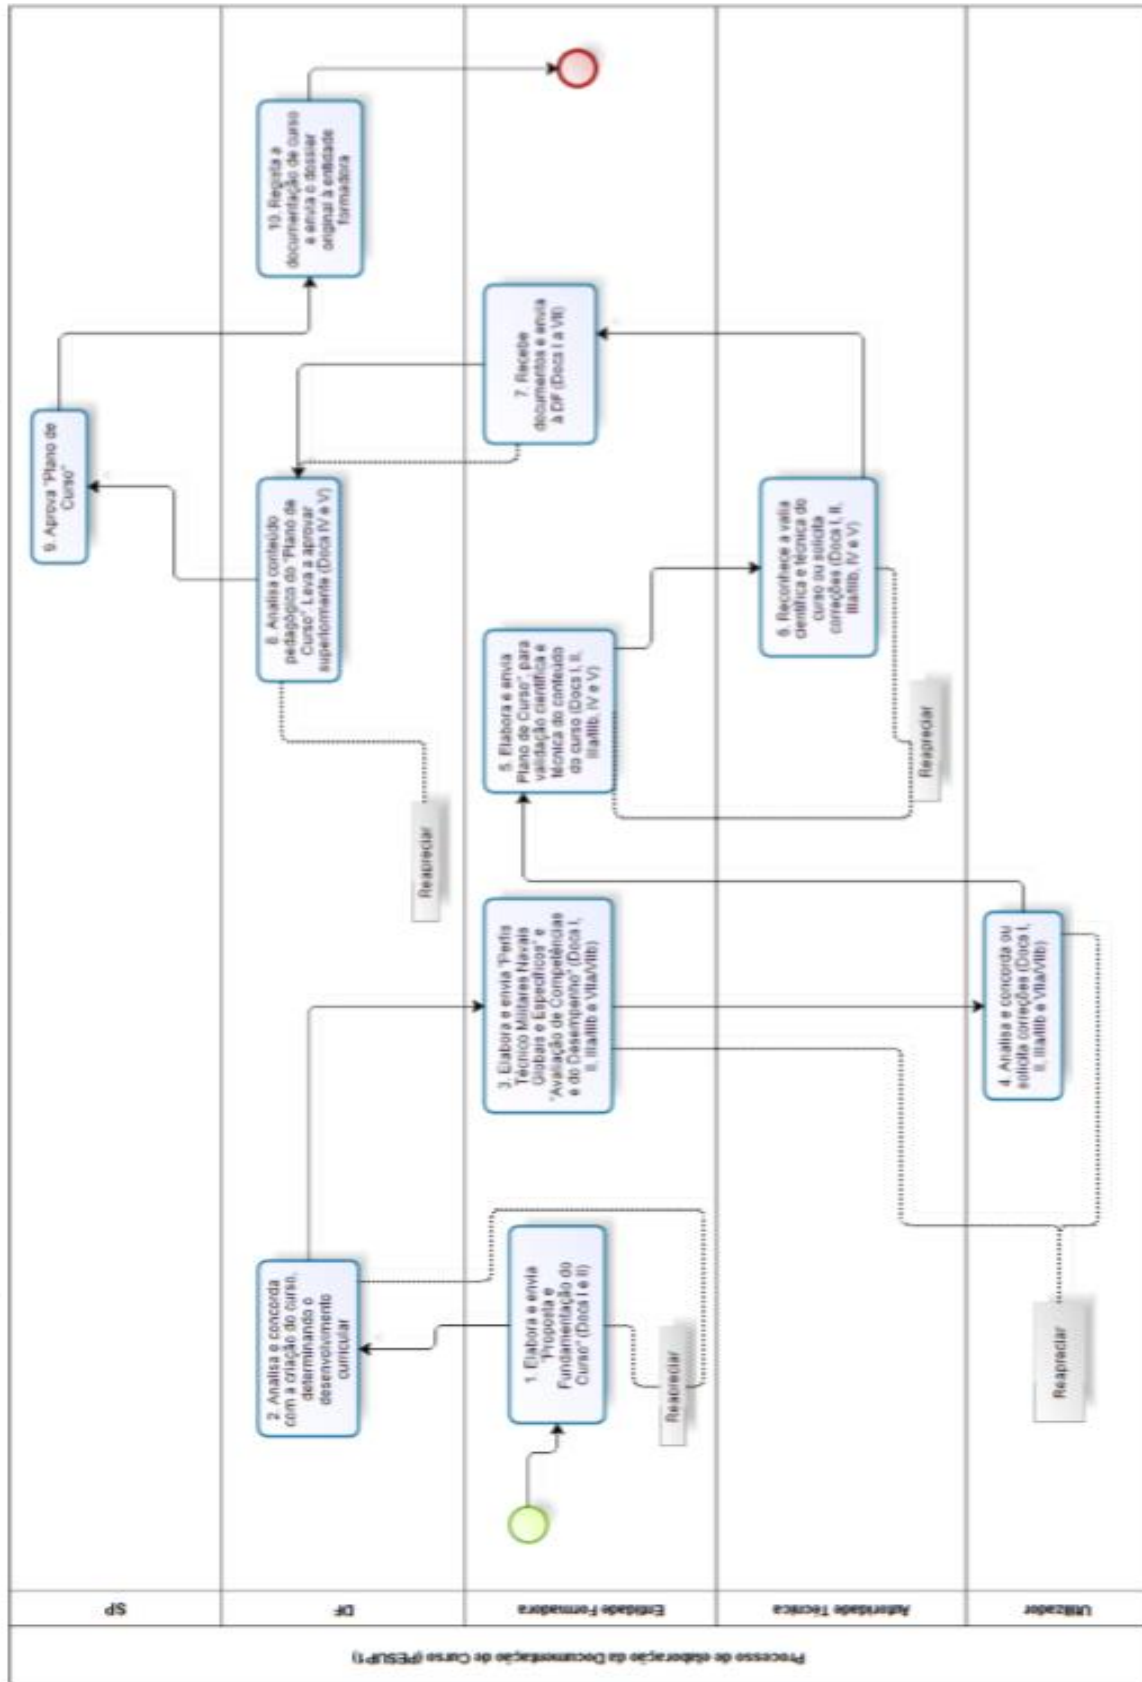 Processo de elaboração da Documentação de Curso (PESUP1)
SP
DF
Entidade Formadora
Autoridade Técnica
Utilizador
1. Elabora e envia
"Proposta e
Fundamentação do
Curso" (Docs I e II)
Reapreciar
2. Analisa e concorda
com a criação do curso,
determinando o
desenvolvimento
curricular
3. Elabora e envia "Perfis
Técnico Militares Navais
Globais e Específicos" e
"Avaliação de Competências
e do Desempenho" (Docs I,
II, IIIa/IIIb e VIIa/VIIb)
4. Analisa e concorda ou
solicita correções (Docs I,
II, IIIa/IIIb e VIIa/VIIb)
Reapreciar
5. Elabora e envia
Plano de Curso", para
validação científica e
técnica do conteúdo
do curso (Docs I, II,
IIIa/IIIb, IV e V)
6. Reconhece a valia
científica e técnica do
curso ou solicita
correções (Docs I, II,
IIIa/IIIb, IV e V)
Reapreciar
7. Recebe
documentos e envia
à DF (Docs I a VII)
8. Analisa conteúdo
pedagógico do "Plano de
Curso". Leva a aprovar
superiormente (Docs IV e V)
Reapreciar
9. Aprova "Plano de
Curso"
10. Regista a
documentação de curso
e envia o dossier
original à entidade
formadora